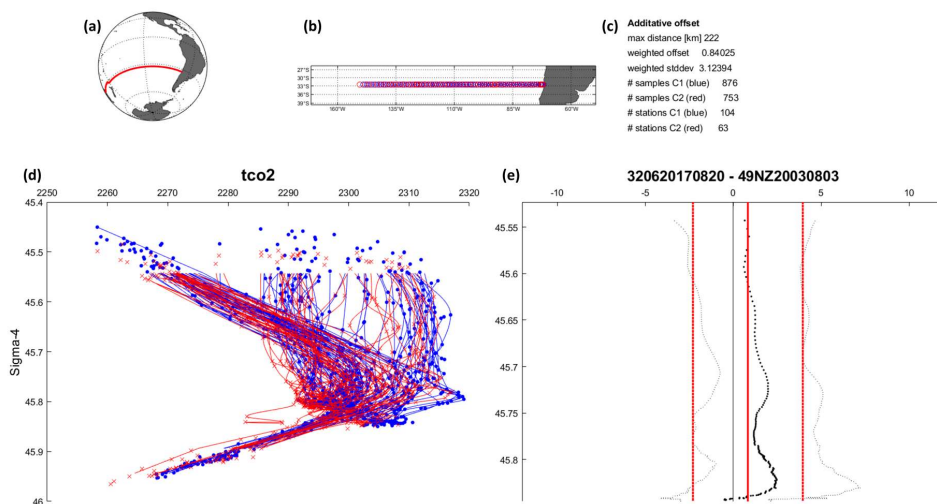 (a)
(b)
27°S
30°S
33°S
36°S
39°S
160°W
140°W
120°W
100°W
80°W
60°W
(c)
Additative offset
max distance [km] 222
weighted offset 0.84025
weighted stddev 3.12394
# samples C1 (blue) 876
# samples C2 (red) 753
# stations C1 (blue) 104
# stations C2 (red) 63
(d)
tco2
2250 2260 2270 2280 2290 2300 2310 2320
45.4
45.5
45.6
45.7
45.8
45.9
46
Sigma-4
(e)
320620170820 - 49NZ20030803
-10 -5 0 5 10
45.55
45.6
45.65
45.7
45.75
45.8